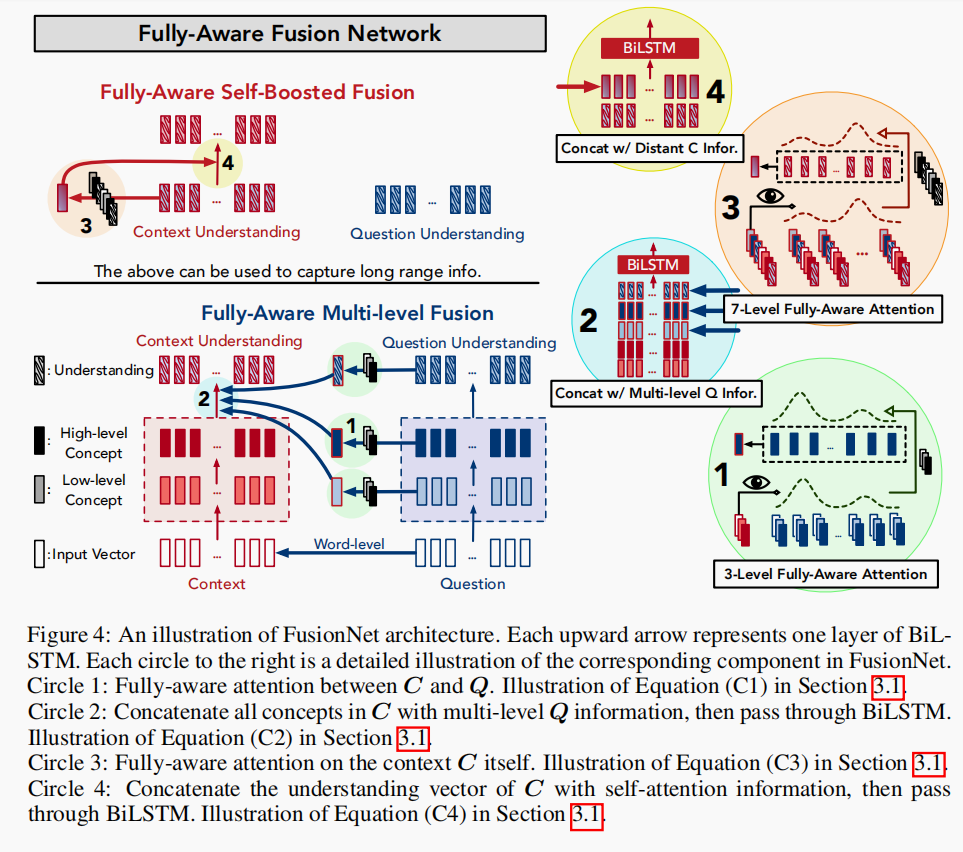 Fully-Aware Fusion Network
Fully-Aware Self-Boosted Fusion
...
4
3
...
Context Understanding
...
Question Understanding
The above can be used to capture long range info.
Fully-Aware Multi-level Fusion
Context Understanding
Question Understanding
: Understanding
...
...
2
1
: High-level
Concept
...
...
: Low-level
Concept
...
...
: Input Vector
...
Word-level
...
Context
Question
BiLSTM
...
...
4
Concat w/ Distant C Infor.
...
3
...
7-Level Fully-Aware Attention
BiLSTM
2
...
...
...
...
...
Concat w/ Multi-level Q Infor.
...
1
...
3-Level Fully-Aware Attention
Figure 4: An illustration of FusionNet architecture. Each upward arrow represents one layer of BiL-
STM. Each circle to the right is a detailed illustration of the corresponding component in FusionNet.
Circle 1: Fully-aware attention between C and Q. Illustration of Equation (C1) in Section 3.1.
Circle 2: Concatenate all concepts in C with multi-level Q information, then pass through BiLSTM.
Illustration of Equation (C2) in Section 3.1.
Circle 3: Fully-aware attention on the context C itself. Illustration of Equation (C3) in Section 3.1.
Circle 4: Concatenate the understanding vector of C with self-attention information, then pass
through BiLSTM. Illustration of Equation (C4) in Section 3.1.